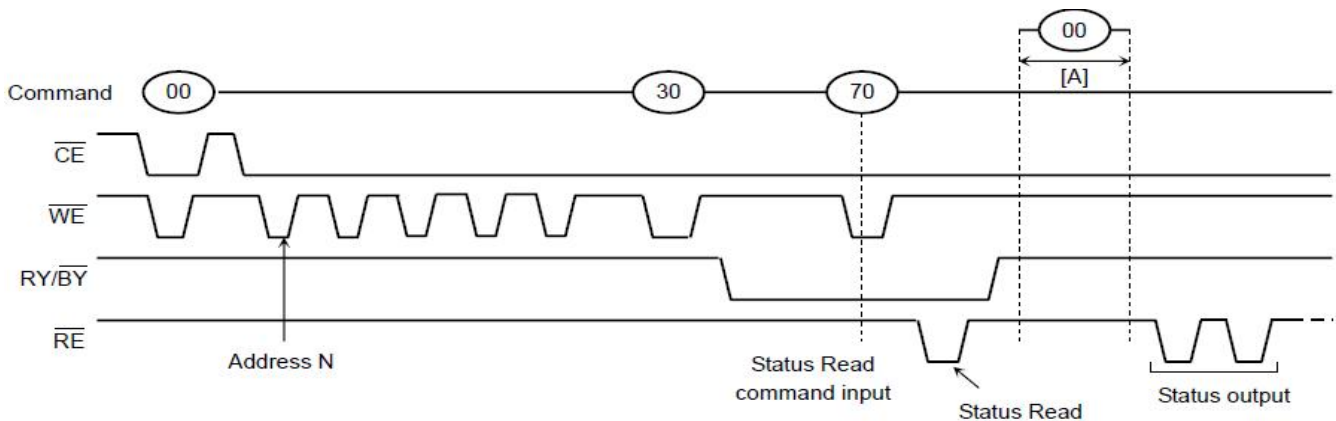 00
[A]
Command 00 30 70
CE
WE
RY/BY
RE
Address N
Status Read
command input
Status Read
Status output